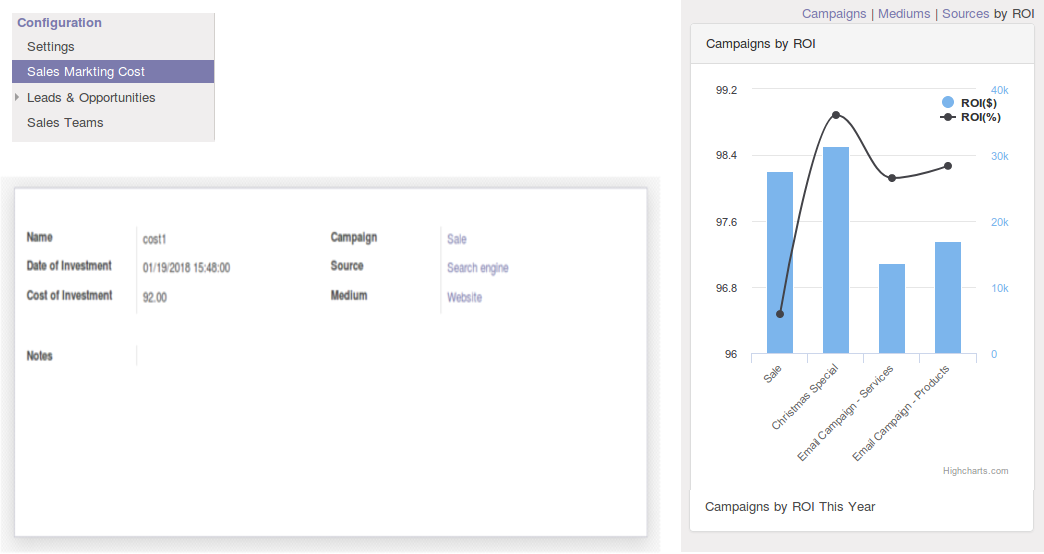 Configuration
Settings
Sales Markting Cost
Leads & Opportunities
Sales Teams
Name cost1 Campaign Sale
Date of Investment 01/19/2018 15:48:00 Source Search engine
Cost of Investment 92.00 Medium Website
Notes
Campaigns | Mediums | Sources by ROI
Campaigns by ROI
99.2 40k
ROI($)
ROI(%)
98.4 30k
97.6 20k
96.8 10k
96 0
Sale
Christmas Special
Email Campaign - Services
Email Campaign - Products
Highcharts.com
Campaigns by ROI This Year